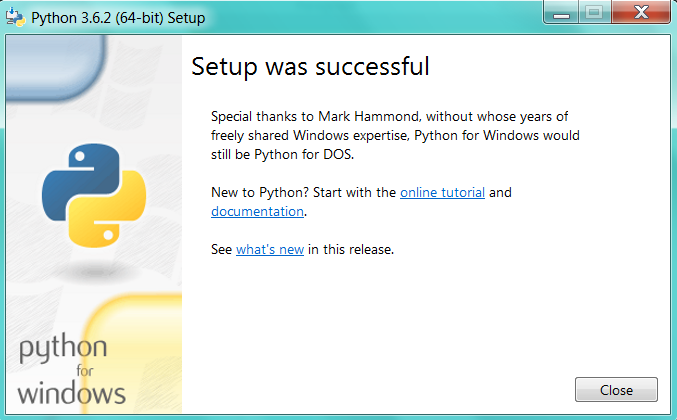 Python 3.6.2 (64-bit) Setup
Setup was successful
Special thanks to Mark Hammond, without whose years of
freely shared Windows expertise, Python for Windows would
still be Python for DOS.
New to Python? Start with the online tutorial and
documentation.
See what's new in this release.
python
for
windows
Close